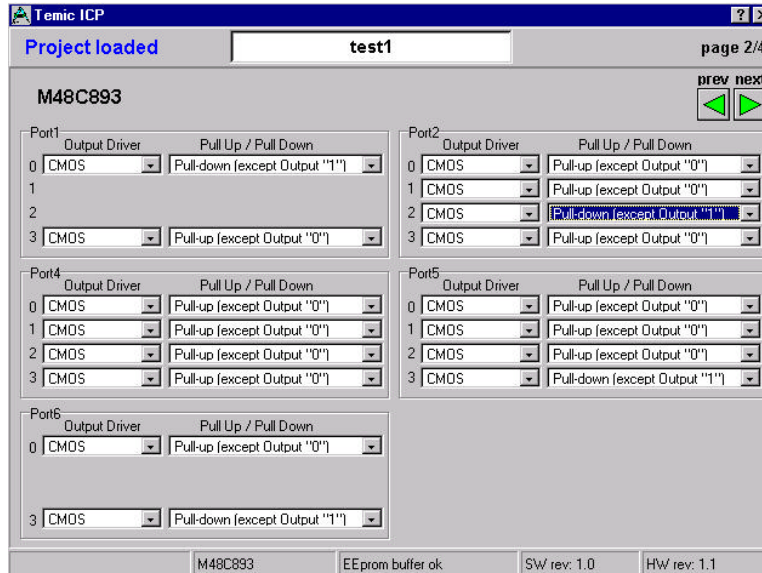 Temic ICP
Project loaded test1 page 2/4
prev next
M48C893
Port1
Output Driver Pull Up / Pull Down
0 CMOS Pull-down (except Output "1")
1
2
3 CMOS Pull-up (except Output "0")
Port2
Output Driver Pull Up / Pull Down
0 CMOS Pull-up (except Output "0")
1 CMOS Pull-up (except Output "0")
2 CMOS Pull-down (except Output "1")
3 CMOS Pull-up (except Output "0")
Port4
Output Driver Pull Up / Pull Down
0 CMOS Pull-up (except Output "0")
1 CMOS Pull-up (except Output "0")
2 CMOS Pull-up (except Output "0")
3 CMOS Pull-up (except Output "0")
Port5
Output Driver Pull Up / Pull Down
0 CMOS Pull-up (except Output "0")
1 CMOS Pull-up (except Output "0")
2 CMOS Pull-up (except Output "0")
3 CMOS Pull-down (except Output "1")
Port6
Output Driver Pull Up / Pull Down
0 CMOS Pull-up (except Output "0")
3 CMOS Pull-down (except Output "1")
M48C893 EEprom buffer ok SW rev: 1.0 HW rev: 1.1